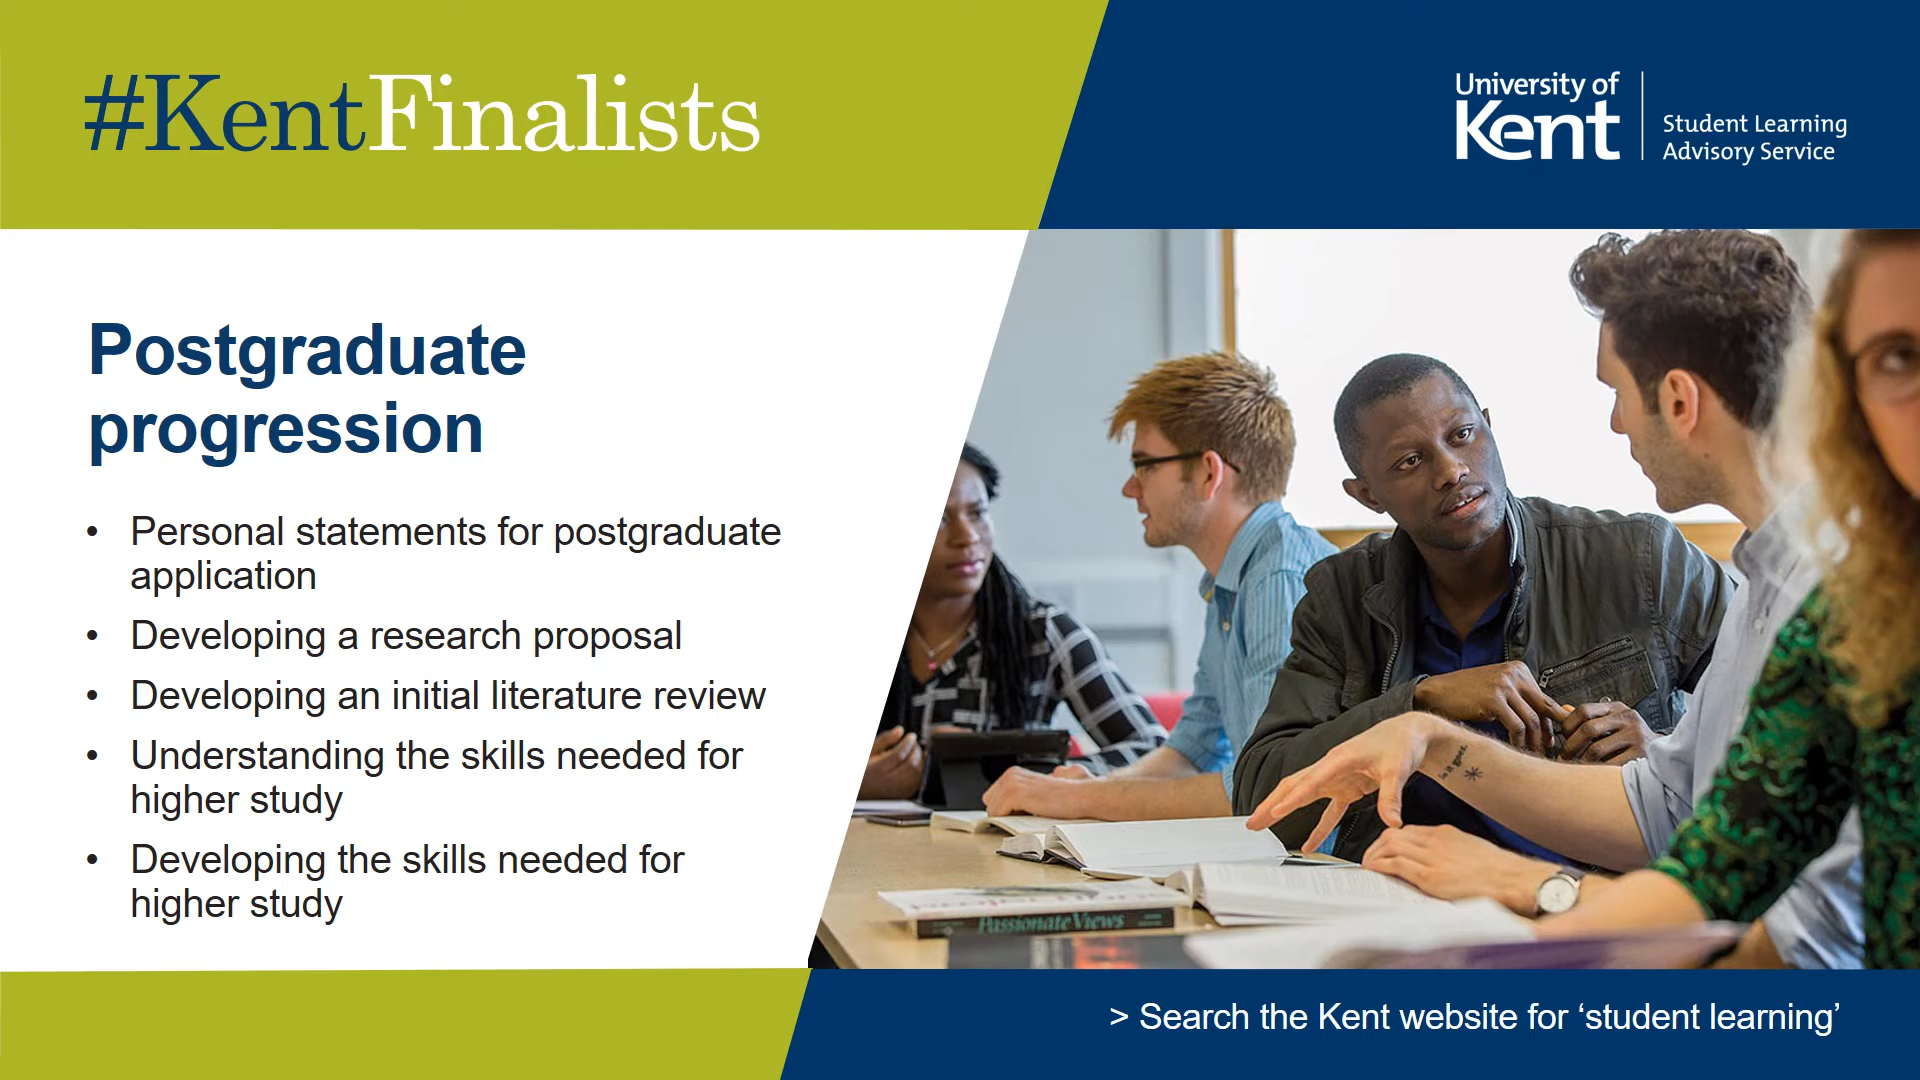 #KentFinalists
University of
Kent
Student Learning
Advisory Service
Postgraduate
progression
• Personal statements for postgraduate
application
• Developing a research proposal
• Developing an initial literature review
• Understanding the skills needed for
higher study
• Developing the skills needed for
higher study
Passionate Views
> Search the Kent website for ‘student learning’